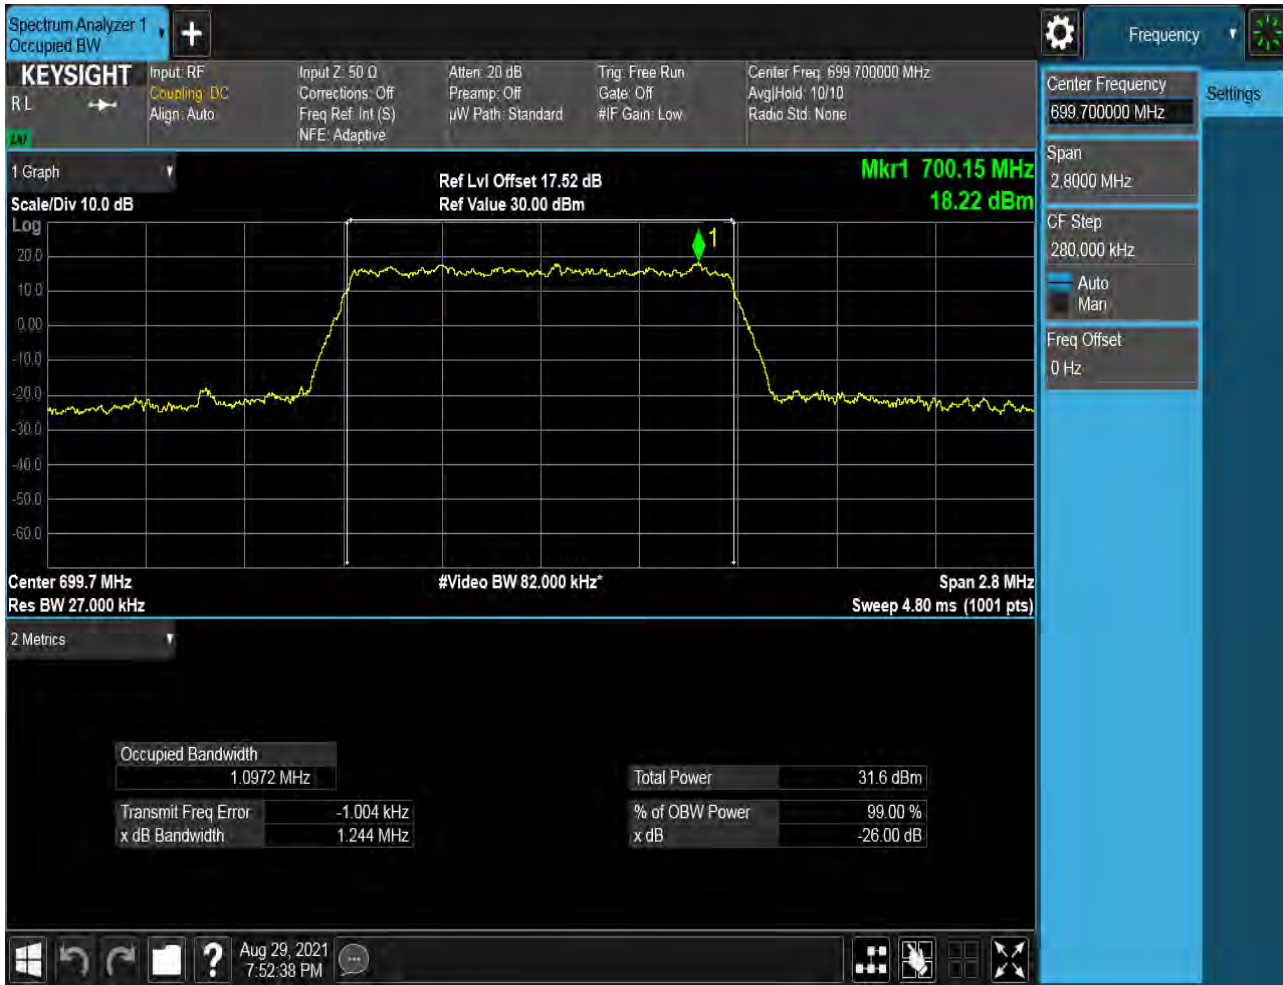 Spectrum Analyzer 1
Occupied BW
Frequency
KEYSIGHT
R L
LNI
Input: RF
Coupling: DC
Align: Auto
Input Z: 50 Ω
Corrections: Off
Freq Ref: Int (S)
NFE: Adaptive
Atten: 20 dB
Preamp: Off
µW Path: Standard
Trig: Free Run
Gate: Off
#IF Gain: Low
Center Freq: 699.700000 MHz
Avg|Hold: 10/10
Radio Std: None
1 Graph
Scale/Div 10.0 dB
Ref Lvl Offset 17.52 dB
Ref Value 30.00 dBm
Mkr1 700.15 MHz
18.22 dBm
Log
20.0
10.0
0.00
-10.0
-20.0
-30.0
-40.0
-50.0
-60.0
1
Center 699.7 MHz
Res BW 27.000 kHz
#Video BW 82.000 kHz*
Span 2.8 MHz
Sweep 4.80 ms (1001 pts)
2 Metrics
Occupied Bandwidth
1.0972 MHz
Transmit Freq Error -1.004 kHz
x dB Bandwidth 1.244 MHz
Total Power 31.6 dBm
% of OBW Power 99.00 %
x dB -26.00 dB
Center Frequency
699.700000 MHz
Settings
Span
2.8000 MHz
CF Step
280.000 kHz
Auto
Man
Freq Offset
0 Hz
Aug 29, 2021
7:52:38 PM